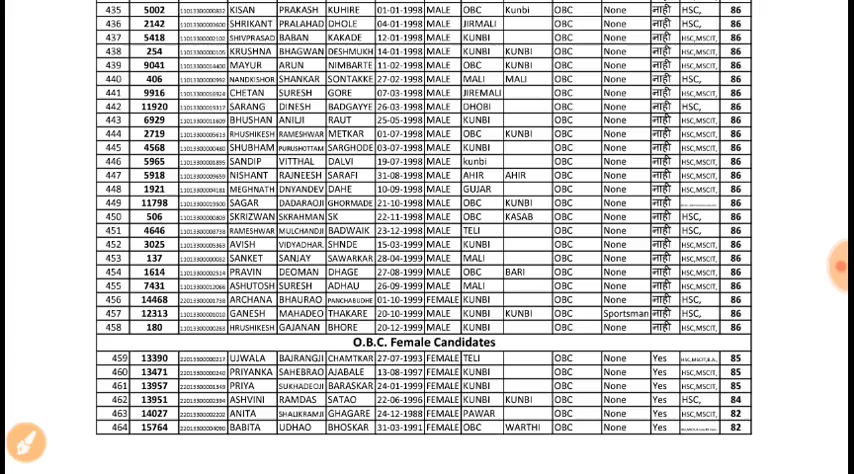 435 5002 KISAN PRAKASH KUHIRE 01-01-1998 MALE OBC Kunbi OBC None नाही HSC, 86
436 2142 SHRIKANT PRALAHAD DHOLE 04-01-1998 MALE JIRMALI OBC None नाही HSC, 86
437 5418 SHIVPRASAD BABAN KAKADE 12-01-1998 MALE KUNBI OBC None नाही HSC,MSCIT, 86
438 254 KRUSHNA BHAGWAN DESHMUKH 14-01-1998 MALE KUNBI KUNBI OBC None नाही HSC,MSCIT, 86
439 9041 MAYUR ARUN NIMBARTE 11-02-1998 MALE OBC KUNBI OBC None नाही HSC,MSCIT, 86
440 406 NANDKISHOR SHANKAR SONTAKKE 27-02-1998 MALE MALI MALI OBC None नाही HSC, 86
441 9916 CHETAN SURESH GORE 07-03-1998 MALE JIREMALI OBC None नाही HSC,MSCIT, 86
442 11920 SARANG DINESH BADGAYYE 26-03-1998 MALE DHOBI OBC None नाही HSC,MSCIT, 86
443 6929 BHUSHAN ANILJI RAUT 25-05-1998 MALE KUNBI OBC None नाही HSC,MSCIT, 86
444 2719 RHUSHIKESH RAMESHWAR METKAR 01-07-1998 MALE OBC KUNBI OBC None नाही HSC,MSCIT, 86
445 4568 SHUBHAM PURUSHOTTAM SARGHODE 03-07-1998 MALE KUNBI OBC None नाही HSC,MSCIT, 86
446 5965 SANDIP VITTHAL DALVI 19-07-1998 MALE kunbi OBC None नाही HSC,MSCIT, 86
447 5918 NISHANT RAJNEESH SARAFI 31-08-1998 MALE AHIR AHIR OBC None नाही HSC,MSCIT, 86
448 1921 MEGHNATH DNYANDEV DAHE 10-09-1998 MALE GUJAR OBC None नाही HSC,MSCIT, 86
449 11798 SAGAR DADARAOJI GHORMADE 21-10-1998 MALE OBC KUNBI OBC None नाही 86
450 506 SKRIZWAN SKRAHMAN SK 22-11-1998 MALE OBC KASAB OBC None नाही HSC, 86
451 4646 RAMESHWAR MULCHANDJI BADWAIK 23-12-1998 MALE TELI OBC None नाही HSC, 86
452 3025 AVISH VIDYADHAR. SHNDE 15-03-1999 MALE KUNBI OBC None नाही HSC,MSCIT, 86
453 137 SANKET SANJAY SAWARKAR 28-04-1999 MALE MALI OBC None नाही HSC,MSCIT, 86
454 1614 PRAVIN DEOMAN DHAGE 27-08-1999 MALE OBC BARI OBC None नाही HSC,MSCIT, 86
455 7431 ASHUTOSH SURESH ADHAU 26-09-1999 MALE MALI OBC None नाही HSC,MSCIT, 86
456 14468 ARCHANA BHAURAO PANCHABUDHE 01-10-1999 FEMALE KUNBI OBC None नाही HSC, 86
457 12313 GANESH MAHADEO THAKARE 20-10-1999 MALE KUNBI KUNBI OBC Sportsman नाही HSC, 86
458 180 HRUSHIKESH GAJANAN BHORE 20-12-1999 MALE KUNBI OBC None नाही HSC, 86
O.B.C. Female Candidates
459 13390 UJWALA BAJRANGJI CHAMTKAR 27-07-1993 FEMALE TELI OBC None Yes HSC,MSCIT,B.A., 85
460 13471 PRIYANKA SAHEBRAO AJABALE 13-08-1997 FEMALE KUNBI OBC None Yes HSC,MSCIT, 85
461 13957 PRIYA SUKHADEOJI BARASKAR 24-01-1999 FEMALE KUNBI OBC None Yes HSC,MSCIT, 85
462 13951 ASHVINI RAMDAS SATAO 22-06-1996 FEMALE KUNBI KUNBI OBC None Yes HSC, 84
463 14027 ANITA SHALIKRAMJI GHAGARE 24-12-1988 FEMALE PAWAR OBC None Yes HSC,MSCIT, 82
464 15764 BABITA UDHAO BHOSKAR 31-03-1991 FEMALE OBC WARTHI OBC None Yes 82